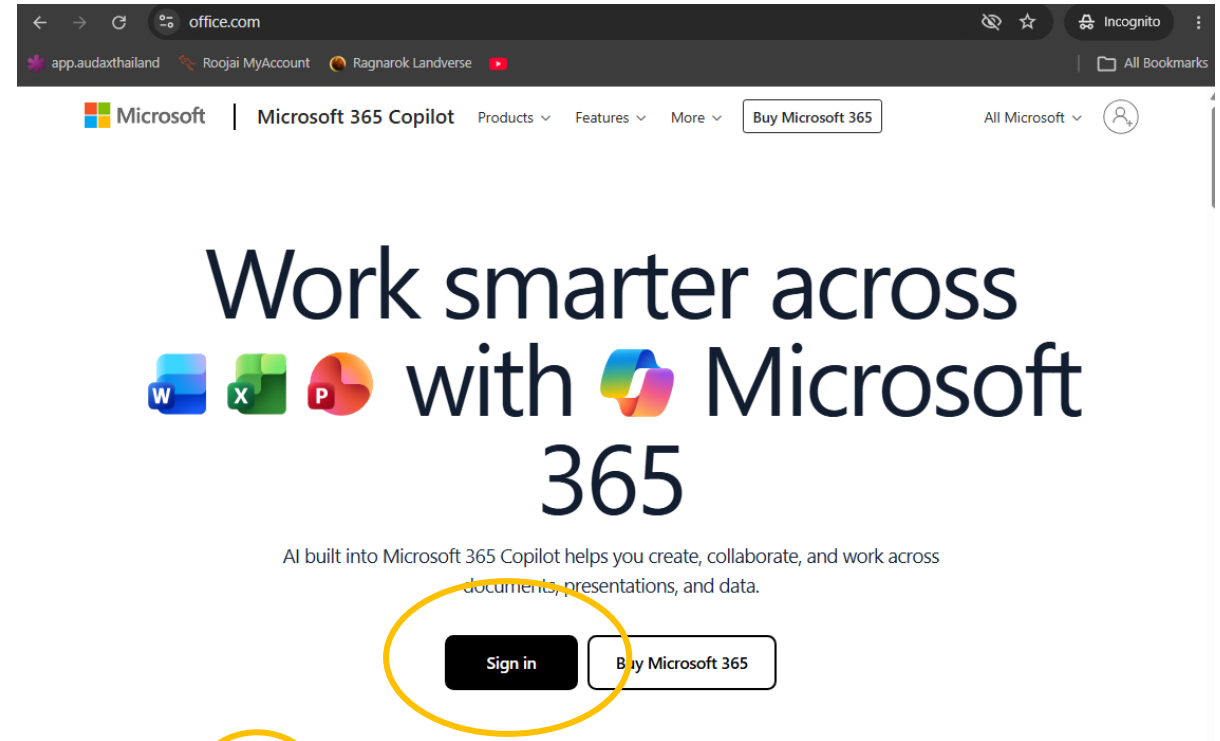 office.com
Incognito
app.audaxthailand Roojai MyAccount Ragnarok Landverse All Bookmarks
Microsoft Microsoft 365 Copilot Products Features More Buy Microsoft 365 All Microsoft
Work smarter across
W X P with Microsoft
365
AI built into Microsoft 365 Copilot helps you create, collaborate, and work across
documents, presentations, and data.
Sign in Buy Microsoft 365